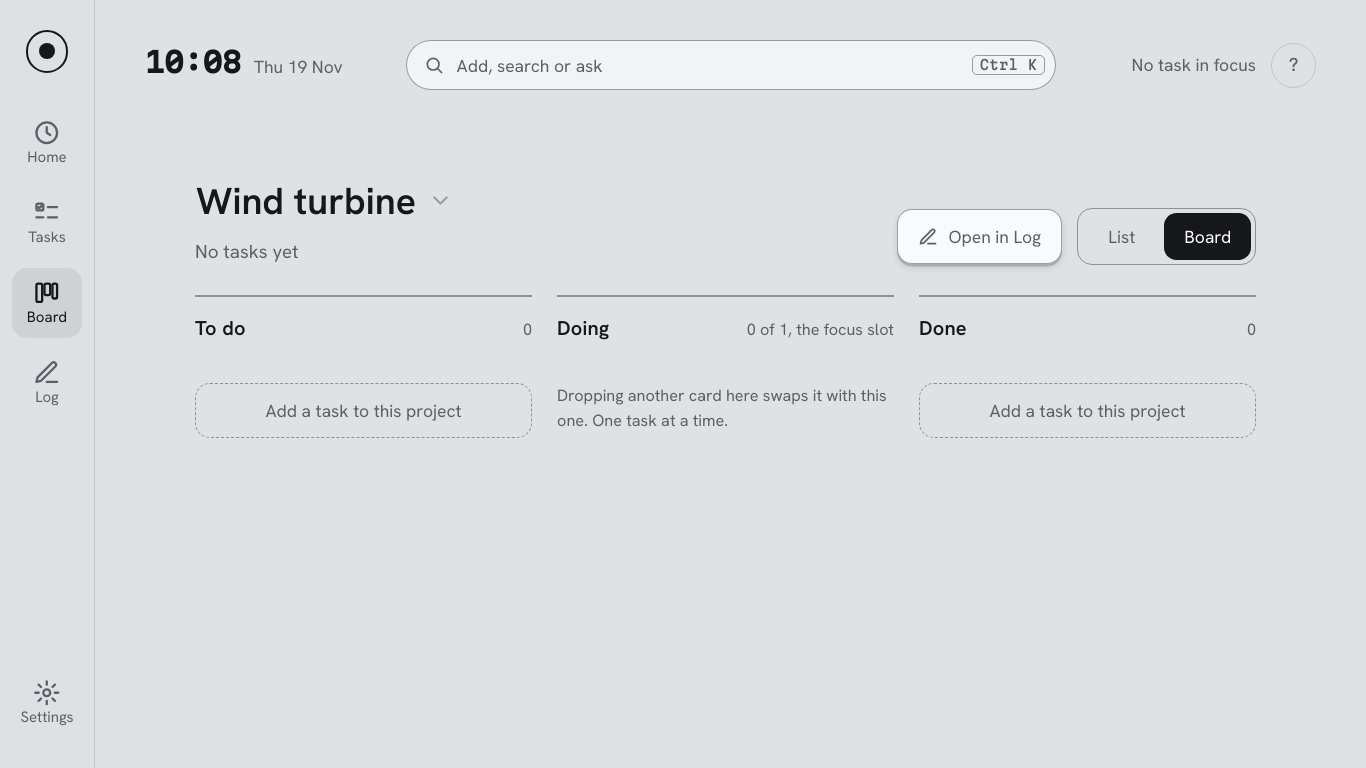 10:08 Thu 19 Nov
Add, search or ask
Ctrl K
No task in focus
?
Home
Tasks
Board
Log
Settings
Wind turbine
No tasks yet
Open in Log
List
Board
To do
0
Doing
0 of 1, the focus slot
Done
0
Add a task to this project
Dropping another card here swaps it with this
one. One task at a time.
Add a task to this project